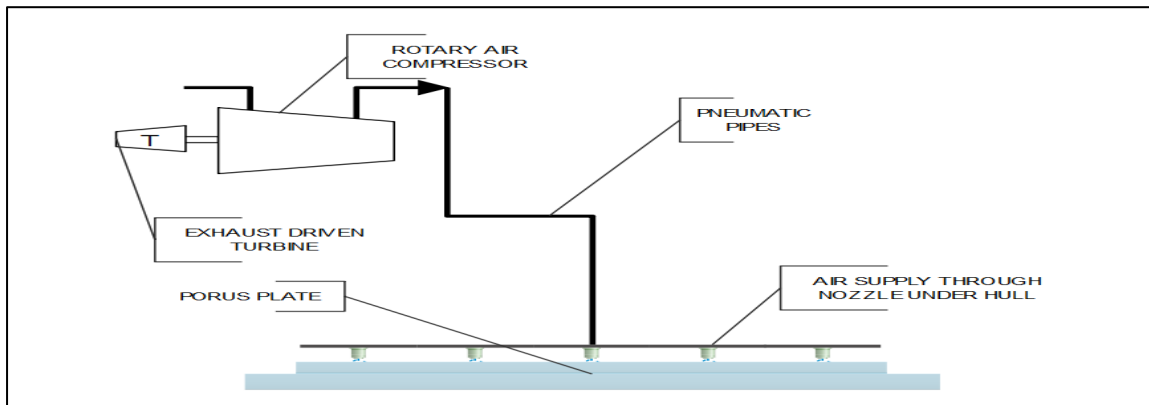 ROTARY AIR
COMPRESSOR
PNEUMATIC
PIPES
T
EXHAUST DRIVEN
TURBINE
PORUS PLATE
AIR SUPPLY THROUGH
NOZZLE UNDER HULL